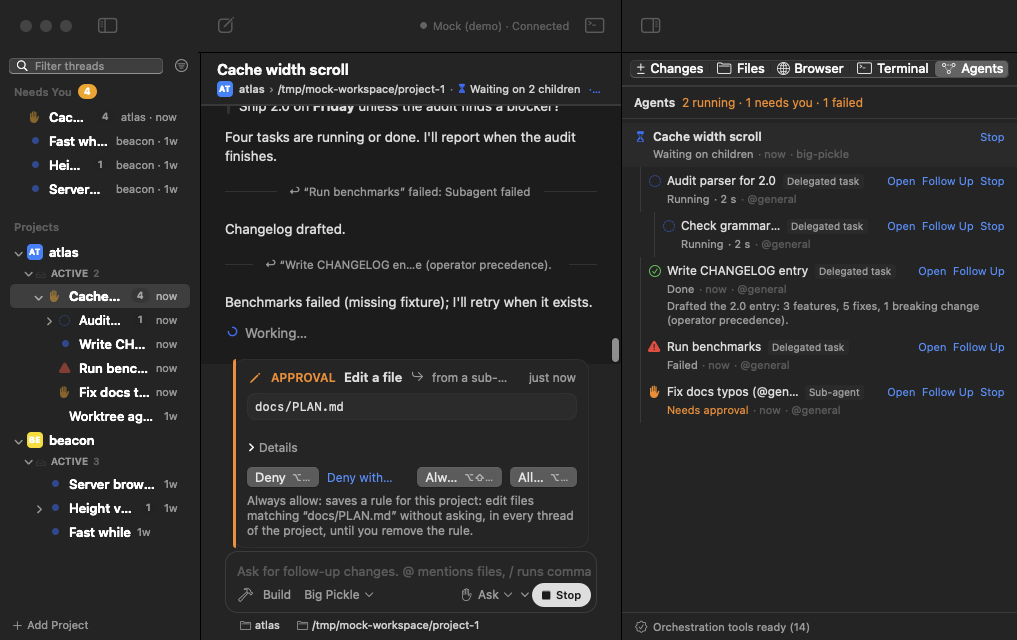 Mock (demo) · Connected
Filter threads
Needs You 4
Cac... 4 atlas · now
Fast wh... beacon · 1w
Hei... 1 beacon · 1w
Server... beacon · 1w
Projects
AT atlas
ACTIVE 2
Cache... 4 now
Audit... 1 now
Write CH... now
Run benc... now
Fix docs t... now
Worktree ag... 1w
BE beacon
ACTIVE 3
Server brow... 1w
Height v... 1 1w
Fast while 1w
+ Add Project
Cache width scroll
AT atlas › /tmp/mock-workspace/project-1 · Waiting on 2 children ·...
Ship 2.0 on Friday unless the audit finds a blocker?
Four tasks are running or done. I'll report when the audit
finishes.
↩ “Run benchmarks” failed: Subagent failed
Changelog drafted.
↩ “Write CHANGELOG en...e (operator precedence).
Benchmarks failed (missing fixture); I'll retry when it exists.
Working...
APPROVAL Edit a file from a sub-... just now
docs/PLAN.md
Details
Deny ⌥... Deny with... Alw... ⌥⇧... All... ⌥...
Always allow: saves a rule for this project: edit files
matching “docs/PLAN.md” without asking, in every thread
of the project, until you remove the rule.
Ask for follow-up changes. @ mentions files, / runs comma
Build Big Pickle Ask Stop
atlas /tmp/mock-workspace/project-1
Changes Files Browser Terminal Agents
Agents 2 running · 1 needs you · 1 failed
Cache width scroll Stop
Waiting on children · now · big-pickle
Audit parser for 2.0 Delegated task Open Follow Up Stop
Running · 2 s · @general
Check grammar... Delegated task Open Follow Up Stop
Running · 2 s · @general
Write CHANGELOG entry Delegated task Open Follow Up
Done · now · @general
Drafted the 2.0 entry: 3 features, 5 fixes, 1 breaking change
(operator precedence).
Run benchmarks Delegated task Open Follow Up
Failed · now · @general
Fix docs typos (@gen... Sub-agent Open Follow Up Stop
Needs approval · now · @general
Orchestration tools ready (14)